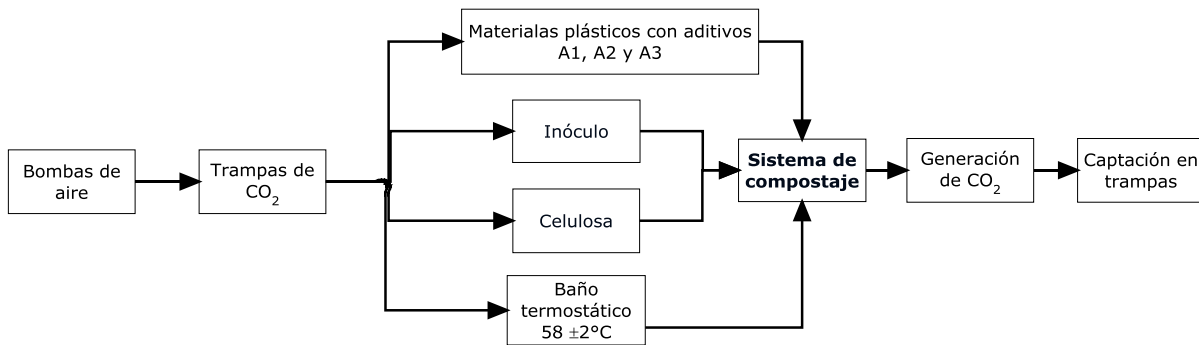 Materialas plásticos con aditivos
A1, A2 y A3
Bombas de
aire
Trampas de
CO₂
Inóculo
Celulosa
Baño
termostático
58 ±2°C
Sistema de
compostaje
Generación
de CO₂
Captación en
trampas